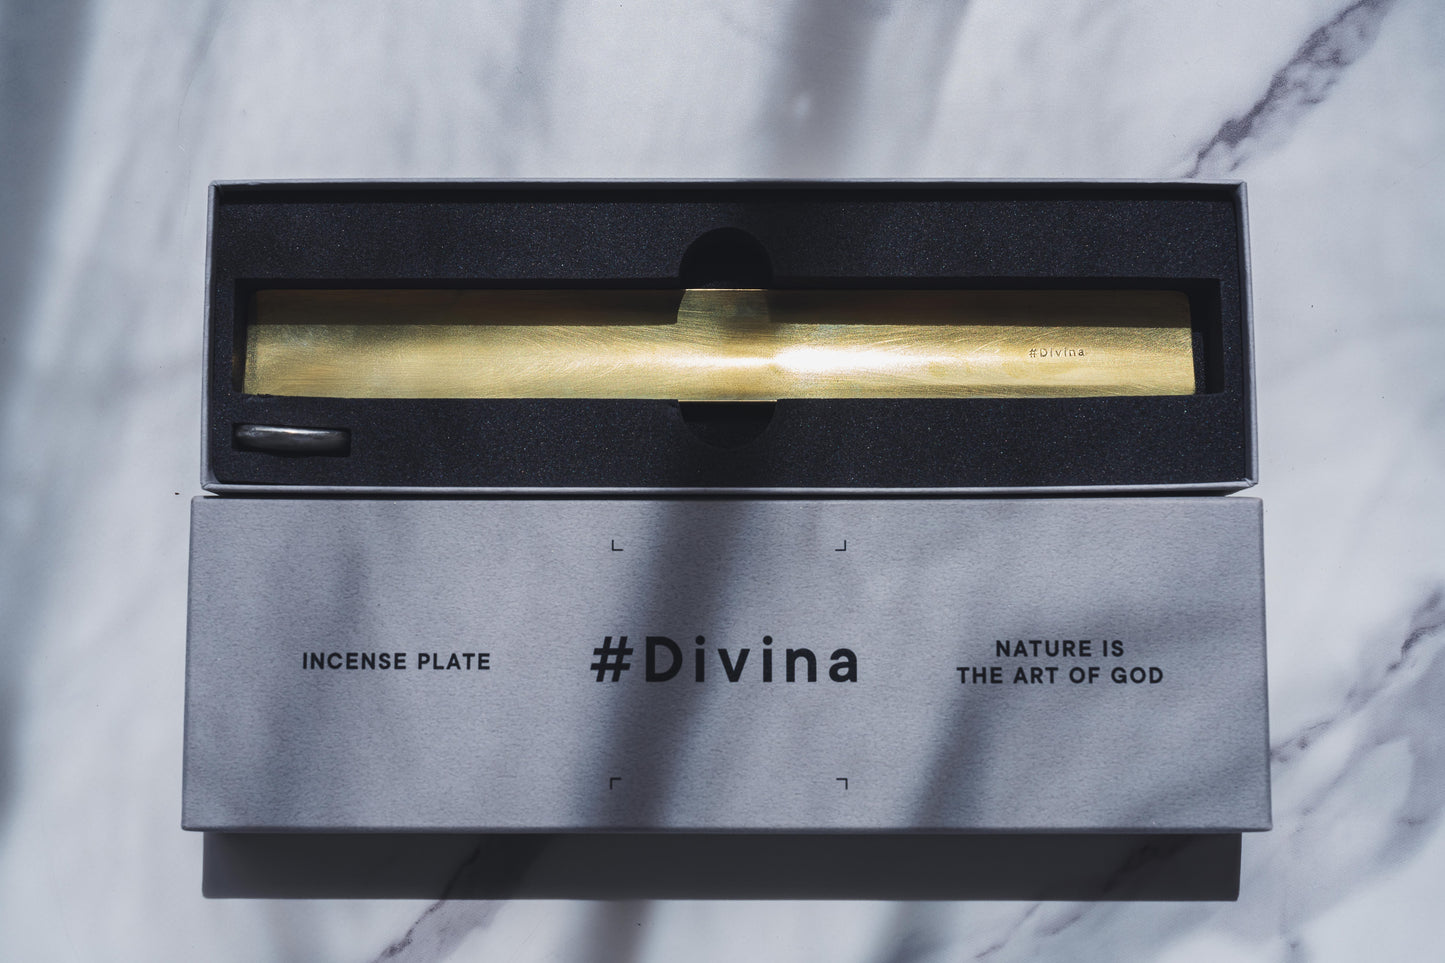 #Divina
INCENSE PLATE
#Divina
NATURE IS
THE ART OF GOD